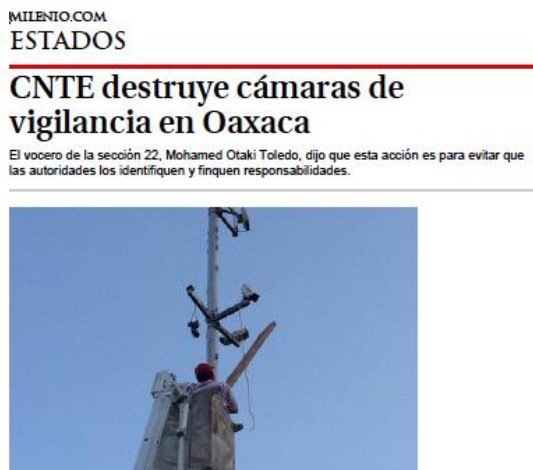 MILENIO.COM
ESTADOS
CNTE destruye cámaras de
vigilancia en Oaxaca
El vocero de la sección 22, Mohamed Otaki Toledo, dijo que esta acción es para evitar que
las autoridades los identifiquen y finquen responsabilidades.